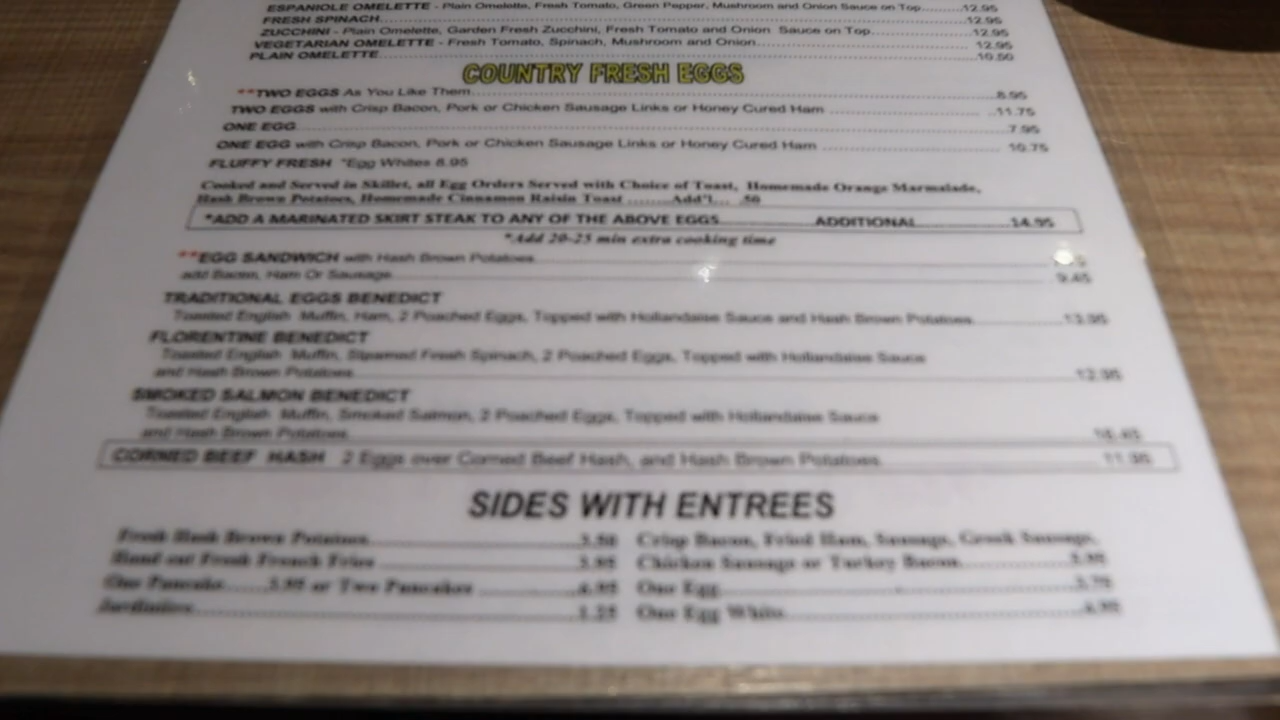 ESPANIOLE OMELETTE - Plain Omelette, Fresh Tomato, Green Pepper, Mushroom and Onion Sauce on Top........12.95
FRESH SPINACH..........12.95
ZUCCHINI - Plain Omelette, Garden Fresh Zucchini, Fresh Tomato and Onion Sauce on Top..........12.95
VEGETARIAN OMELETTE - Fresh Tomato, Spinach, Mushroom and Onion..........12.95
PLAIN OMELETTE..........10.50
COUNTRY FRESH EGGS
**TWO EGGS As You Like Them..........8.95
TWO EGGS with Crisp Bacon, Pork or Chicken Sausage Links or Honey Cured Ham ..........11.75
ONE EGG..........7.95
ONE EGG with Crisp Bacon, Pork or Chicken Sausage Links or Honey Cured Ham .......... 10.75
FLUFFY FRESH *Egg Whites 8.95
Cooked and Served in Skillet, all Egg Orders Served with Choice of Toast, Homemade Orange Marmalade,
Hash Brown Potatoes, Homemade Cinnamon Raisin Toast .........Add'l... .50
*ADD A MARINATED SKIRT STEAK TO ANY OF THE ABOVE EGGS..........ADDITIONAL..........14.95
*Add 20-25 min extra cooking time
**EGG SANDWICH with Hash Brown Potatoes..........
add Bacon, Ham Or Sausage..........9.45
TRADITIONAL EGGS BENEDICT
Toasted English Muffin, Ham, 2 Poached Eggs, Topped with Hollandaise Sauce and Hash Brown Potatoes..........
FLORENTINE BENEDICT
Toasted English Muffin, Steamed Fresh Spinach, 2 Poached Eggs, Topped with Hollandaise Sauce
and Hash Brown Potatoes..........
SMOKED SALMON BENEDICT
Toasted English Muffin, Smoked Salmon, 2 Poached Eggs, Topped with Hollandaise Sauce
and Hash Brown Potatoes..........
CORNED BEEF HASH 2 Eggs over Corned Beef Hash, and Hash Brown Potatoes..........
SIDES WITH ENTREES
Fresh Hash Brown Potatoes..........3.50
Hand cut Fresh French Fries ..........3.95
One Pancake.......3.95 or Two Pancakes ..........6.95
..........1.25
Crisp Bacon, Fried Ham, Sausage, Greek Sausage,
Chicken Sausage or Turkey Bacon..........
One Egg..........
One Egg White..........